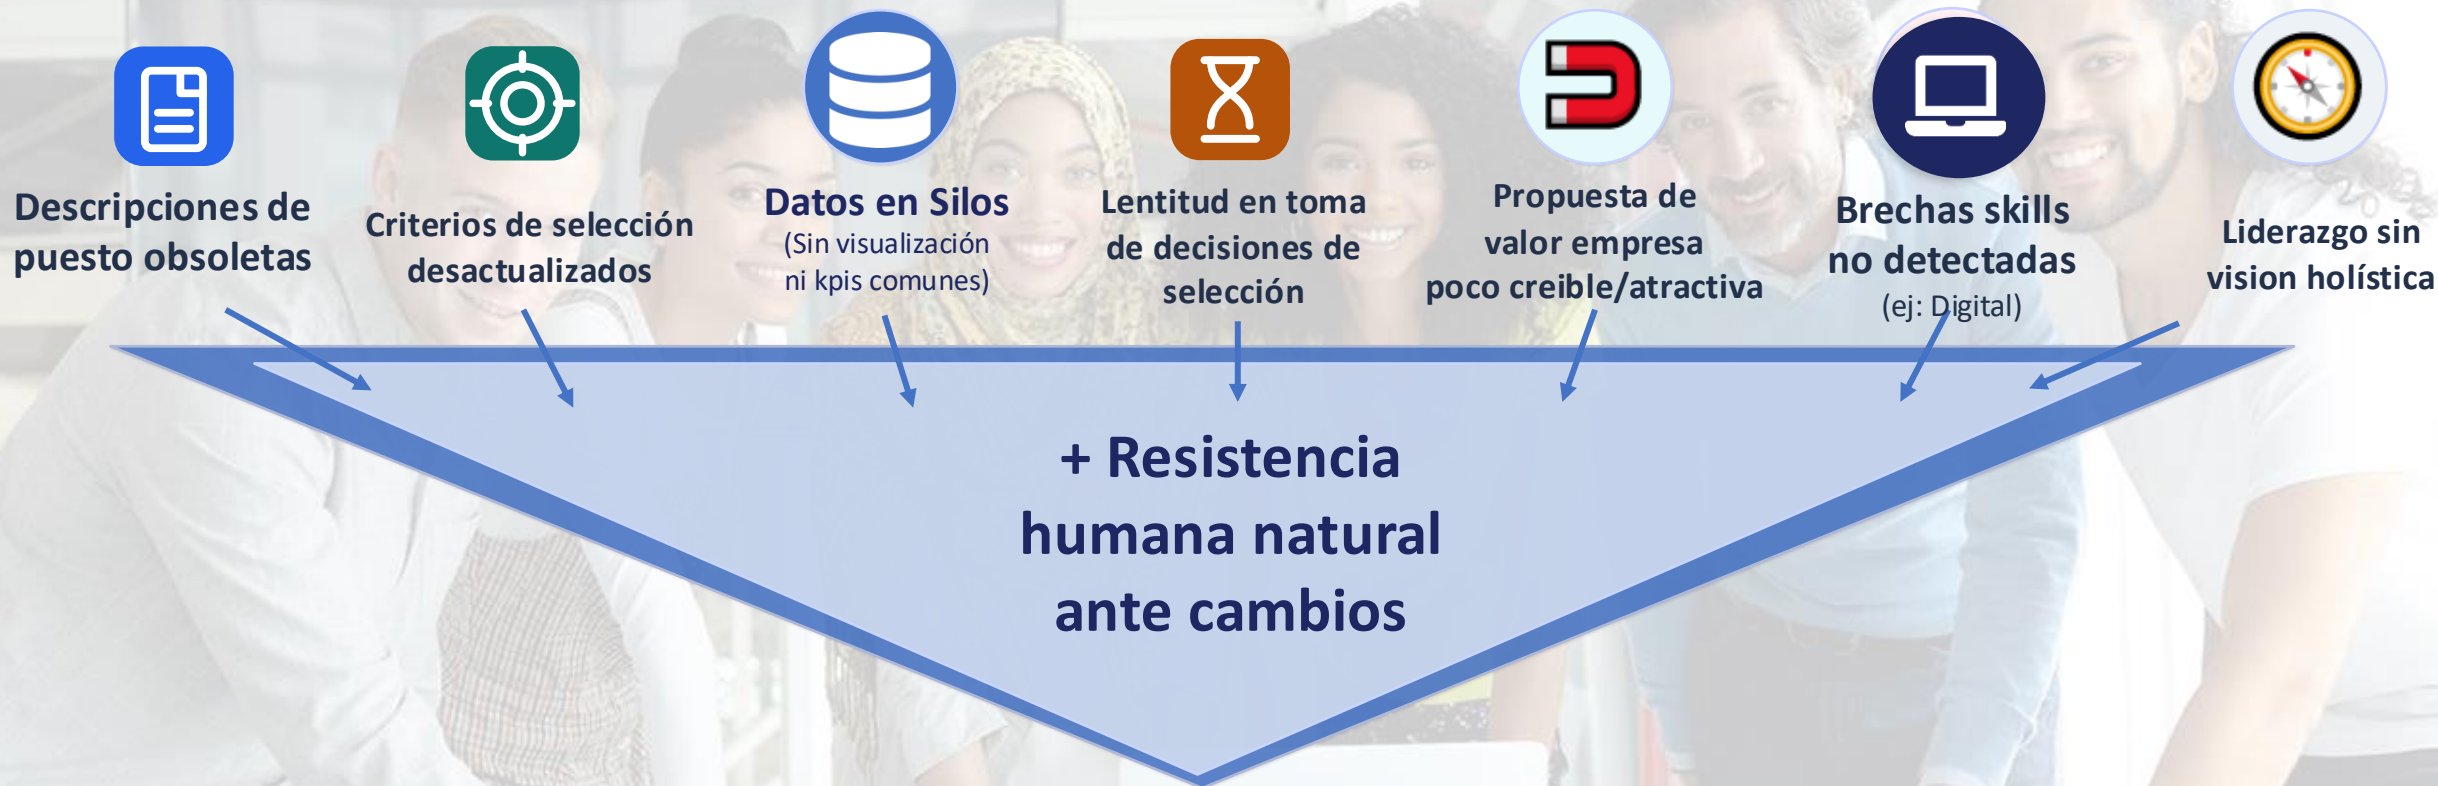 Descripciones de
puesto obsoletas
Criterios de selección
desactualizados
Datos en Silos
(Sin visualización
ni kpis comunes)
Lentitud en toma
de decisiones de
selección
Propuesta de
valor empresa
poco creible/atractiva
Brechas skills
no detectadas
(ej: Digital)
Liderazgo sin
vision holística
+ Resistencia
humana natural
ante cambios